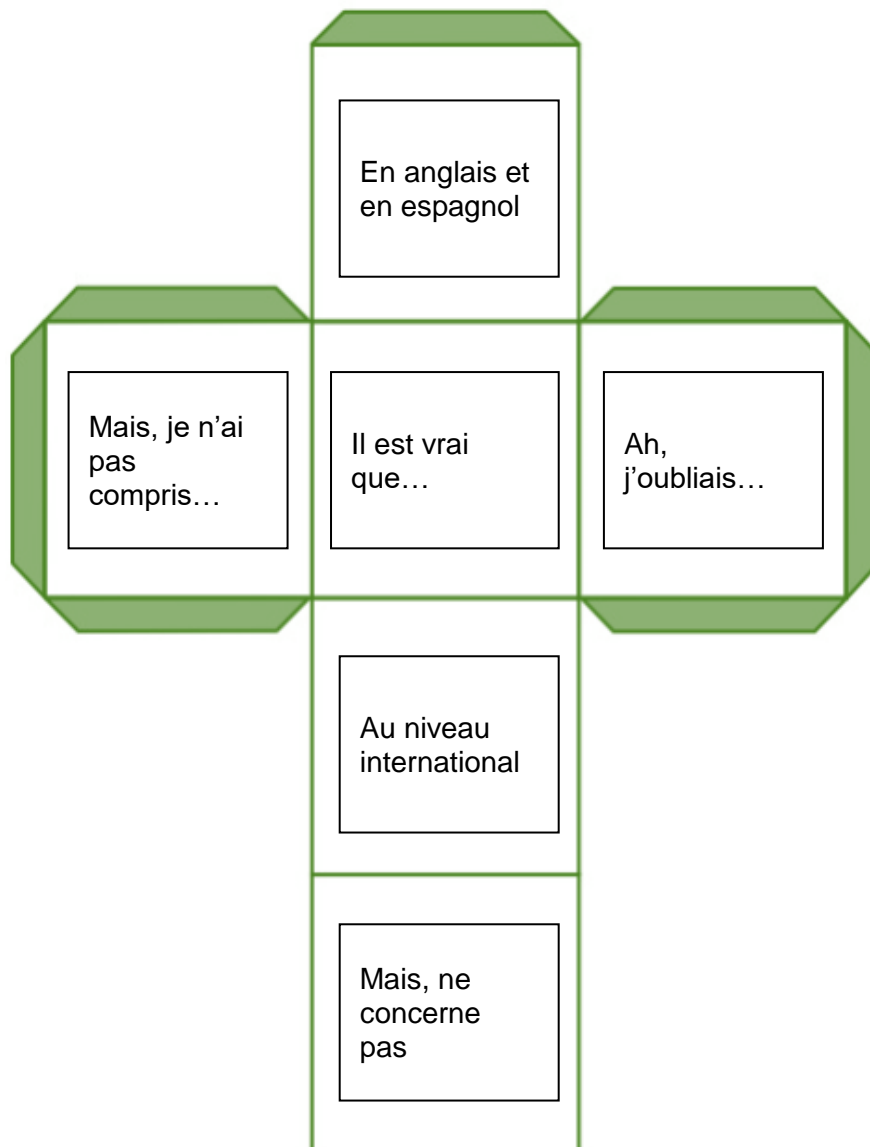 En anglais et
en espagnol
Mais, je n’ai
pas
compris…
Il est vrai
que…
Ah,
j’oubliais…
Au niveau
international
Mais, ne
concerne
pas